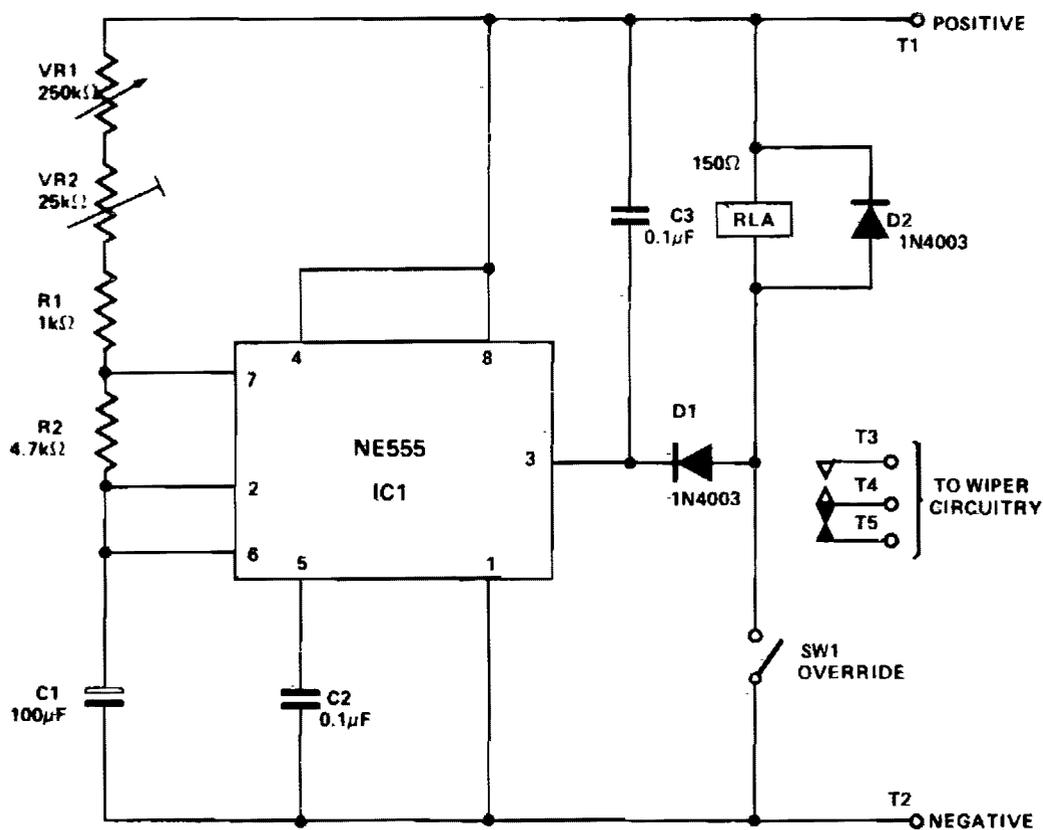 POSITIVE
T1
VR1
250kΩ
VR2
25kΩ
R1
1kΩ
R2
4.7kΩ
C1
100μF
4
8
7
2
6
5
1
3
NE555
IC1
C2
0.1μF
C3
0.1μF
150Ω
RLA
D2
1N4003
D1
1N4003
T3
T4
T5
TO WIPER
CIRCUITRY
SW1
OVERRIDE
T2
NEGATIVE